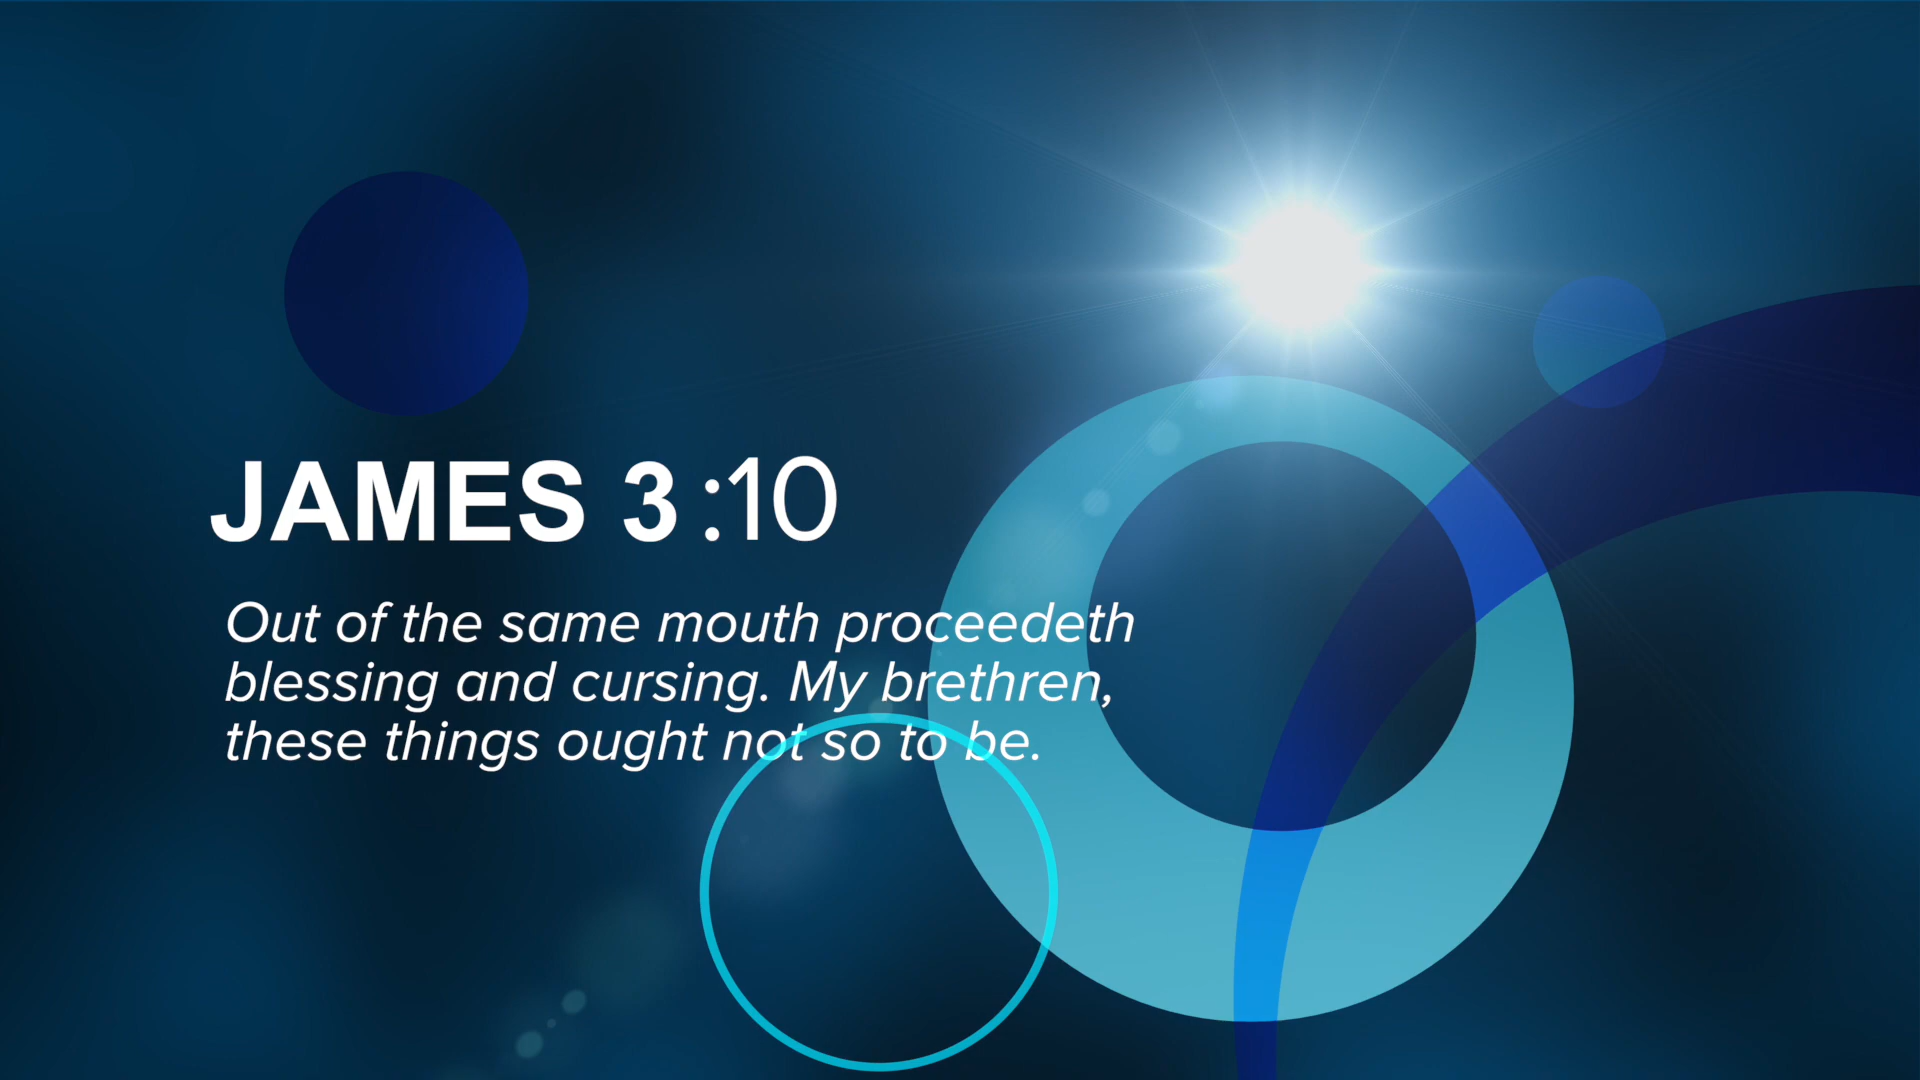 JAMES 3:10
Out of the same mouth proceedeth
blessing and cursing. My brethren,
these things ought not so to be.